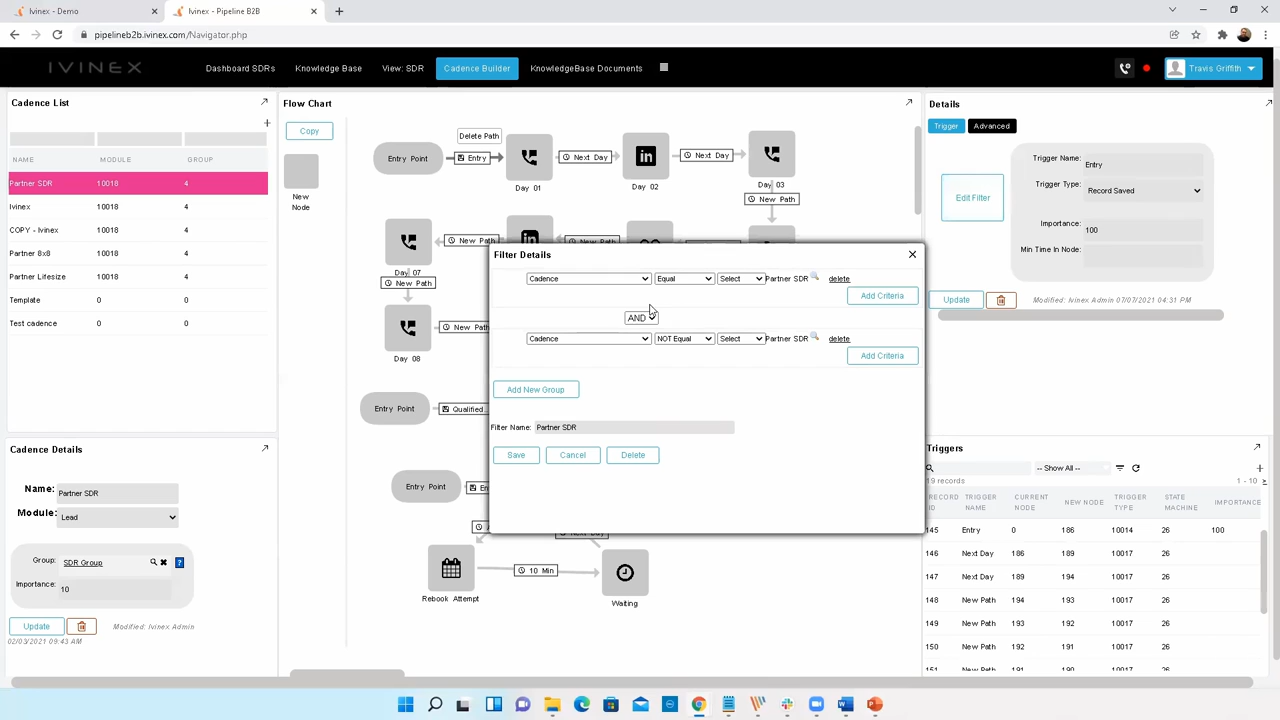 Ivinex - Demo
Ivinex - Pipeline B2B
pipelineb2b.ivinex.com/Navigator.php
IVINEX
Dashboard SDRs
Knowledge Base
View: SDR
Cadence Builder
KnowledgeBase Documents
Travis Griffith
Cadence List
NAME MODULE GROUP
Partner SDR 10018 4
Ivinex 10018 4
COPY - Ivinex 10018 4
Partner 8x8 10018 4
Partner Lifesize 10018 4
Template 0 0
Test cadence 0 0
Cadence Details
Name: Partner SDR
Module: Lead
Group: SDR Group
Importance: 10
Update
Modified: Ivinex Admin
02/03/2021 09:43 AM
Flow Chart
Copy
New
Node
Delete Path
Entry Point
Entry
Day 01
Next Day
Day 02
Next Day
Day 03
New Path
New Path
New Path
Day 07
New Path
New Path
Day 08
Entry Point
Qualified...
Entry Point
10 Min
Rebook Attempt
Waiting
Filter Details
Cadence Equal Select Partner SDR delete
Add Criteria
AND
Cadence NOT Equal Select Partner SDR delete
Add Criteria
Add New Group
Filter Name: Partner SDR
Save
Cancel
Delete
Details
Trigger
Advanced
Edit Filter
Trigger Name: Entry
Trigger Type: Record Saved
Importance: 100
Min Time In Node:
Update
Modified: Ivinex Admin 07/07/2021 04:31 PM
Triggers
-- Show All --
19 records
1 - 10 >
RECORD ID TRIGGER NAME CURRENT NODE NEW NODE TRIGGER TYPE STATE MACHINE IMPORTANCE
145 Entry 0 186 10014 26 100
146 Next Day 186 189 10017 26
147 Next Day 189 194 10017 26
148 New Path 194 193 10017 26
149 New Path 193 192 10017 26
150 New Path 192 191 10017 26
151 New Path 191 190 10017 26